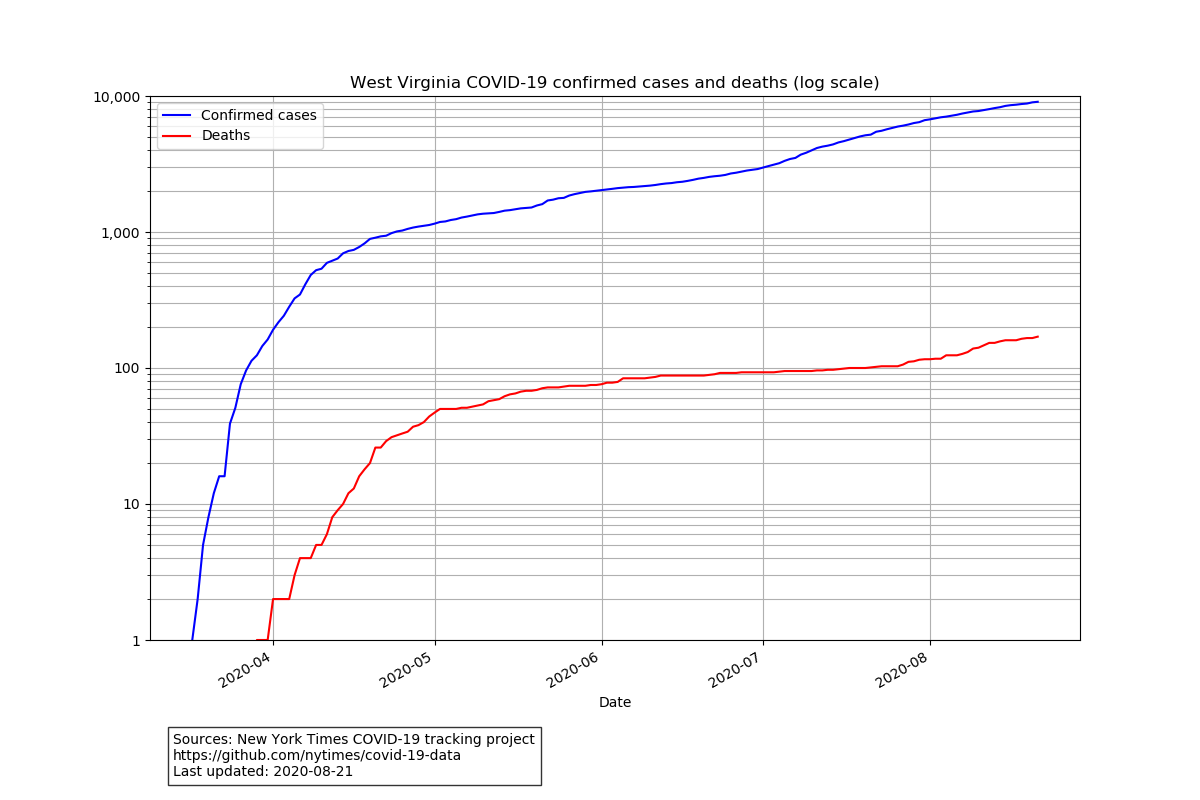 West Virginia COVID-19 confirmed cases and deaths (log scale)
10,000
1,000
100
10
1
Confirmed cases
Deaths
2020-04
2020-05
2020-06
2020-07
2020-08
Date
Sources: New York Times COVID-19 tracking project
https://github.com/nytimes/covid-19-data
Last updated: 2020-08-21